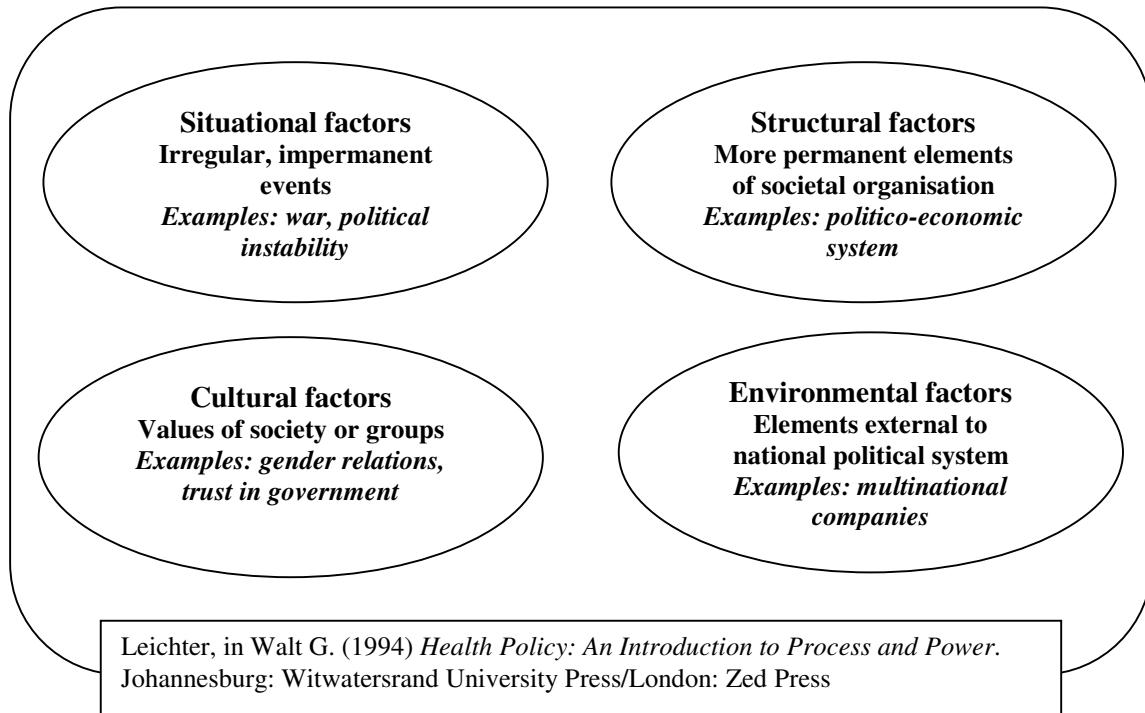 Situational factors
Irregular, impermanent
events
Examples: war, political
instability
Structural factors
More permanent elements
of societal organisation
Examples: politico-economic
system
Cultural factors
Values of society or groups
Examples: gender relations,
trust in government
Environmental factors
Elements external to
national political system
Examples: multinational
companies
Leichter, in Walt G. (1994) Health Policy: An Introduction to Process and Power.
Johannesburg: Witwatersrand University Press/London: Zed Press